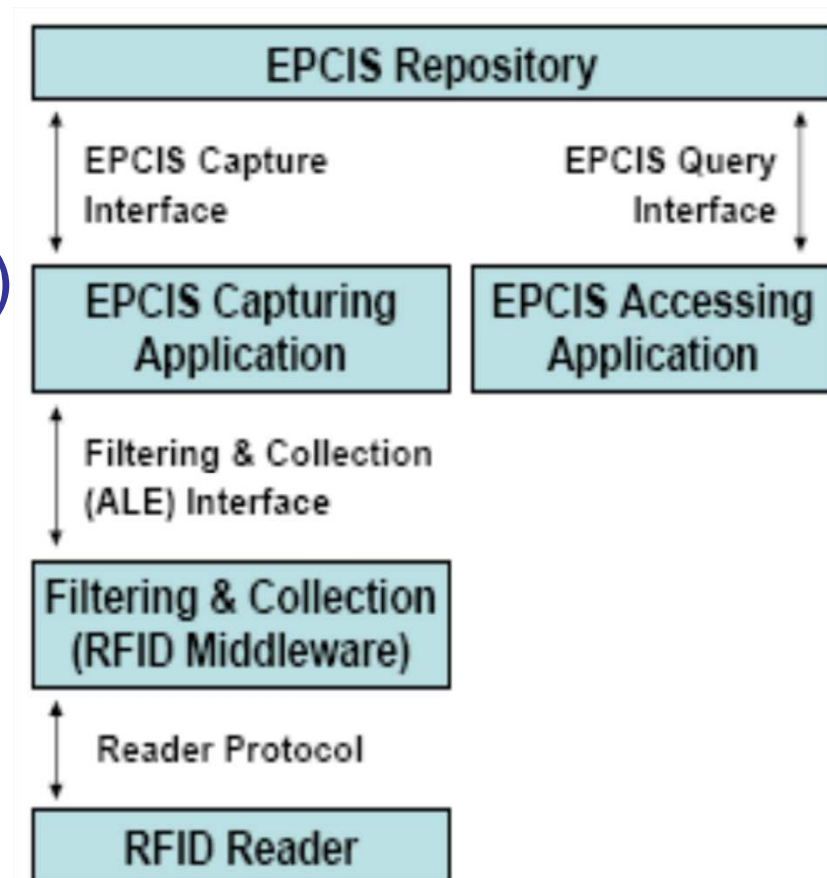 EPCIS Repository
EPCIS Capture
Interface
EPCIS Query
Interface
)
EPCIS Capturing
Application
EPCIS Accessing
Application
Filtering & Collection
(ALE) Interface
Filtering & Collection
(RFID Middleware)
Reader Protocol
RFID Reader